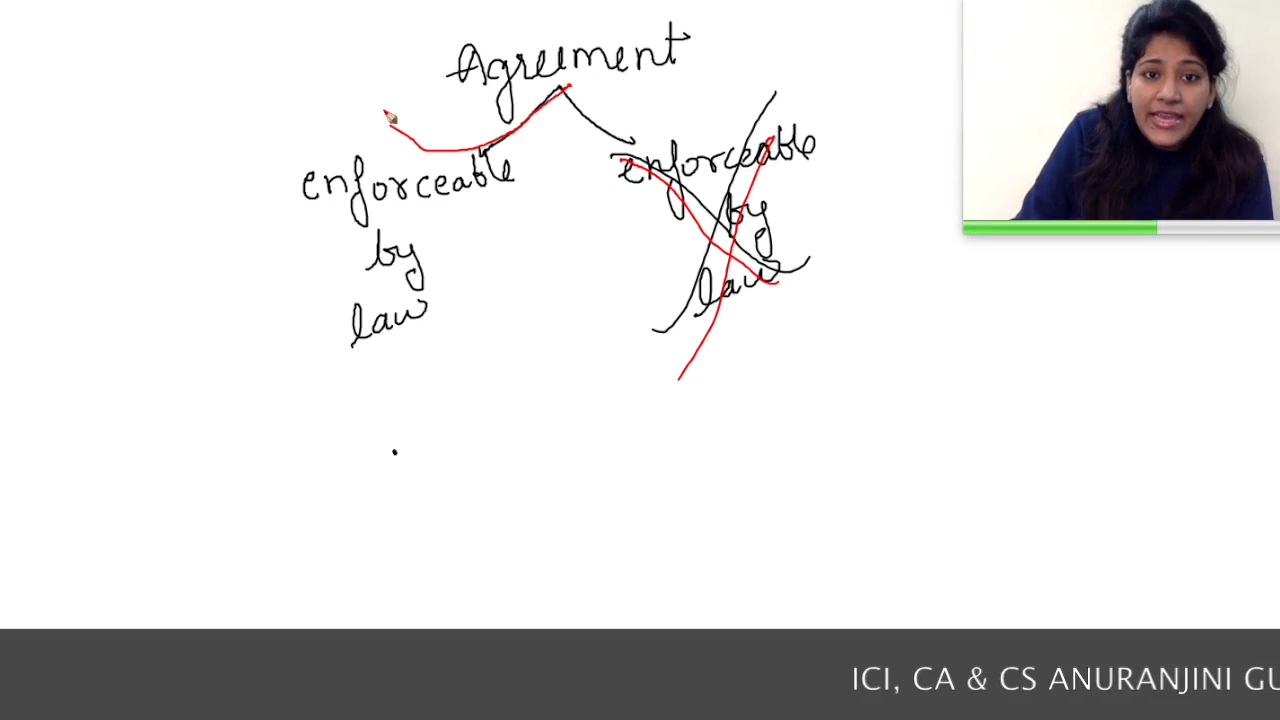 Agreement
enforceable
by
law
enforceable
by
law
ICI, CA & CS ANURANJINI GU